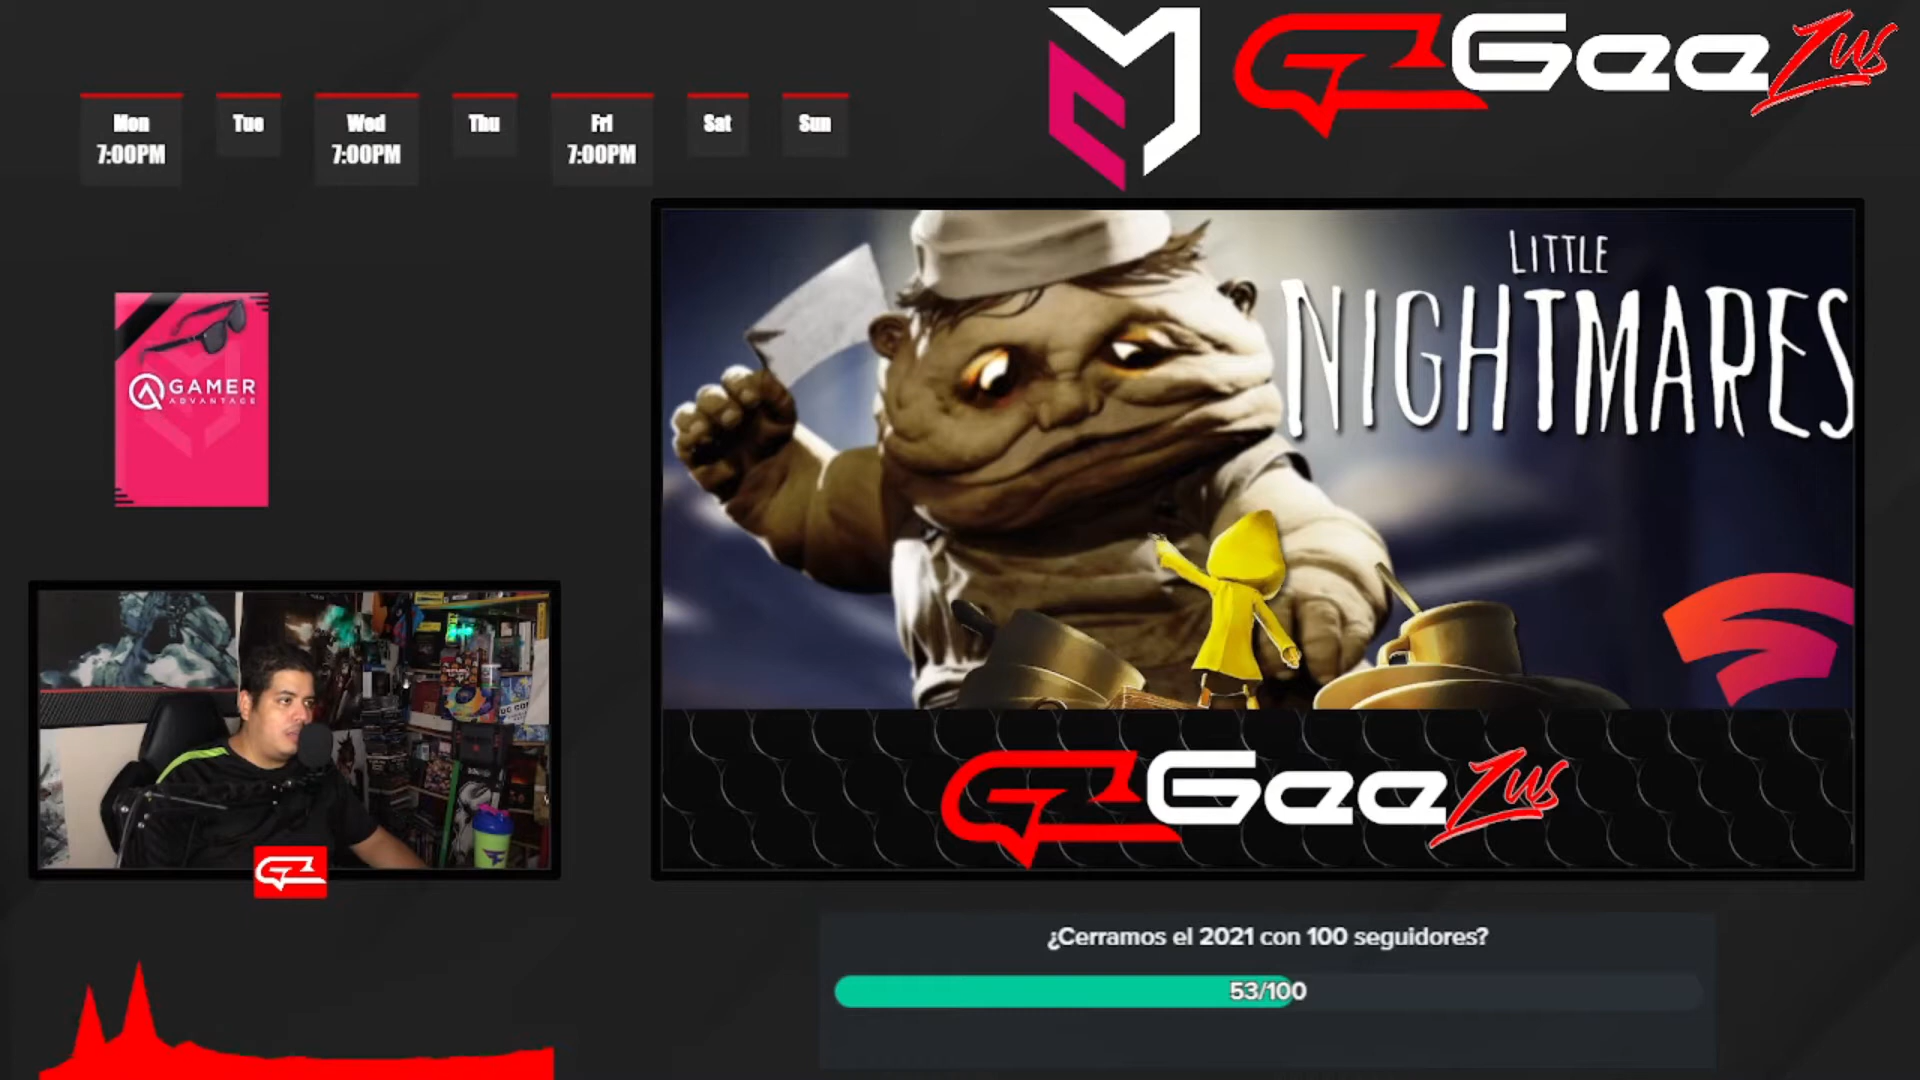 GeeZus
Mon
7:00PM
Tue
Wed
7:00PM
Thu
Fri
7:00PM
Sat
Sun
LITTLE
NIGHTMARES
GAMER
ADVANTAGE
GeeZus
¿Cerramos el 2021 con 100 seguidores?
53/100